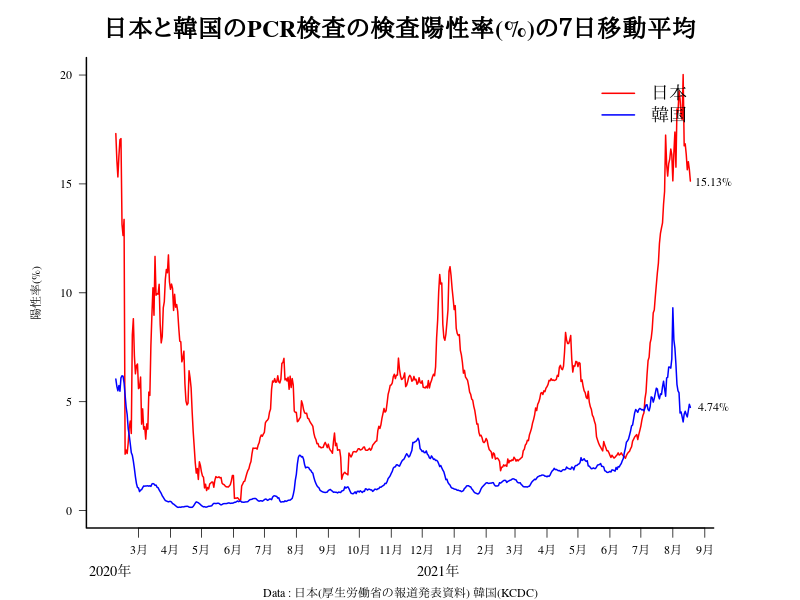 日本と韓国のPCR検査の検査陽性率(%)の7日移動平均
日本
韓国
陽性率(%)
20
15
10
5
0
15.13%
4.74%
3月 4月 5月 6月 7月 8月 9月 10月 11月 12月 1月 2月 3月 4月 5月 6月 7月 8月 9月
2020年 2021年
Data : 日本(厚生労働省の報道発表資料) 韓国(KCDC)